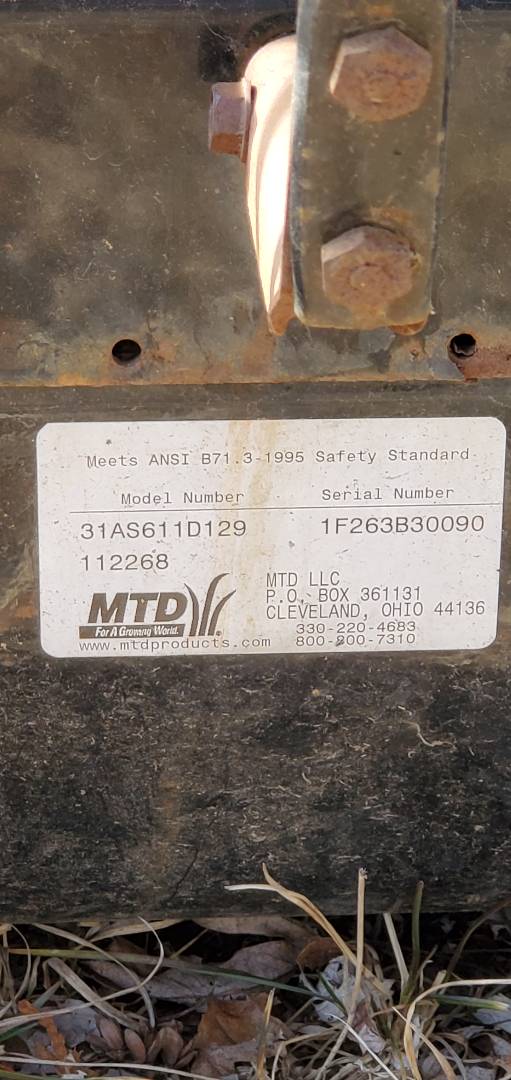 Meets ANSI B71.3-1995 Safety Standard
Model Number Serial Number
31AS611D129 1F263B30090
112268
MTD
For A Growing World.
www.mtdproducts.com
MTD LLC
P.O. BOX 361131
CLEVELAND, OHIO 44136
330-220-4683
800-800-7310